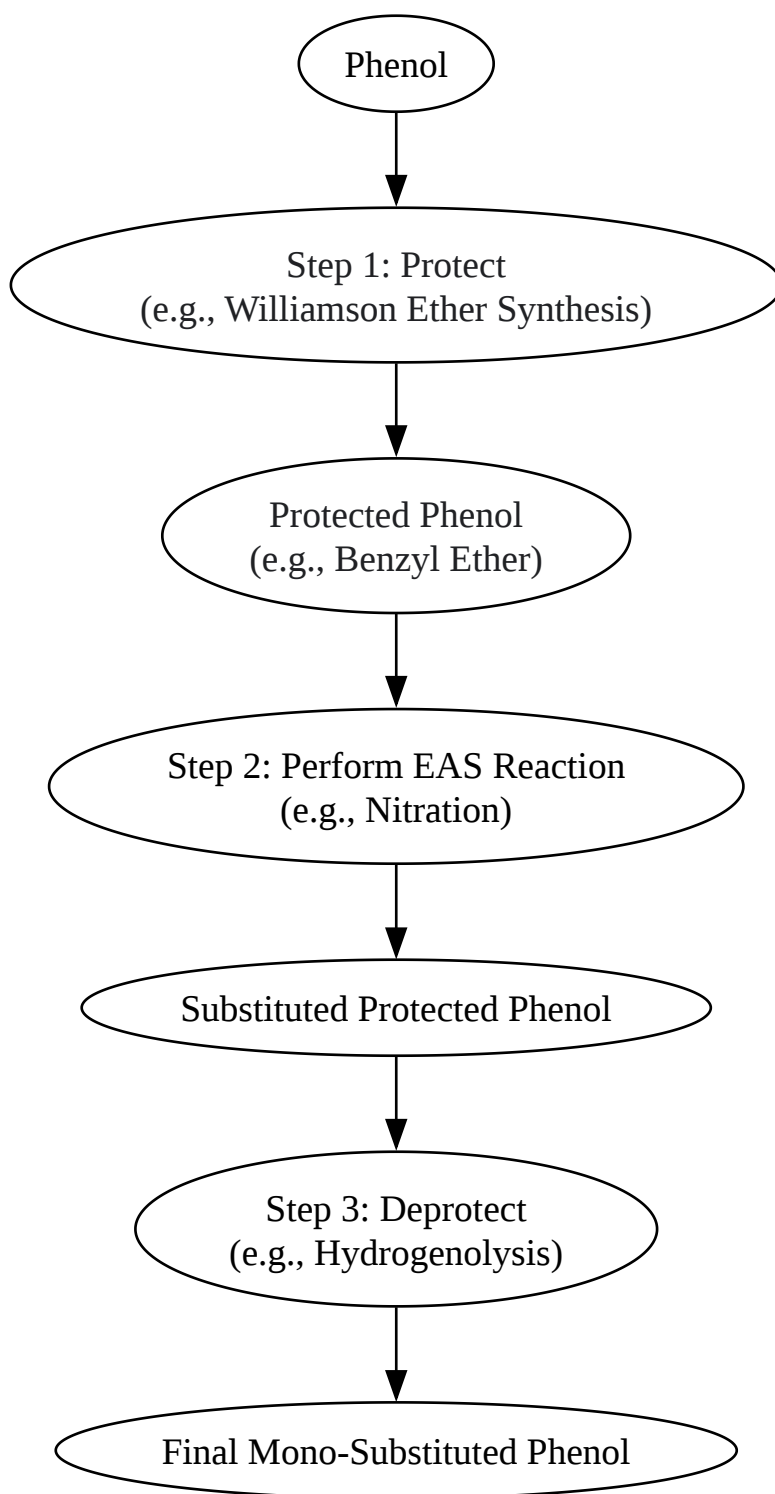 Phenol
Step 1: Protect
(e.g., Williamson Ether Synthesis)
Protected Phenol
(e.g., Benzyl Ether)
Step 2: Perform EAS Reaction
(e.g., Nitration)
Substituted Protected Phenol
Step 3: Deprotect
(e.g., Hydrogenolysis)
Final Mono-Substituted Phenol